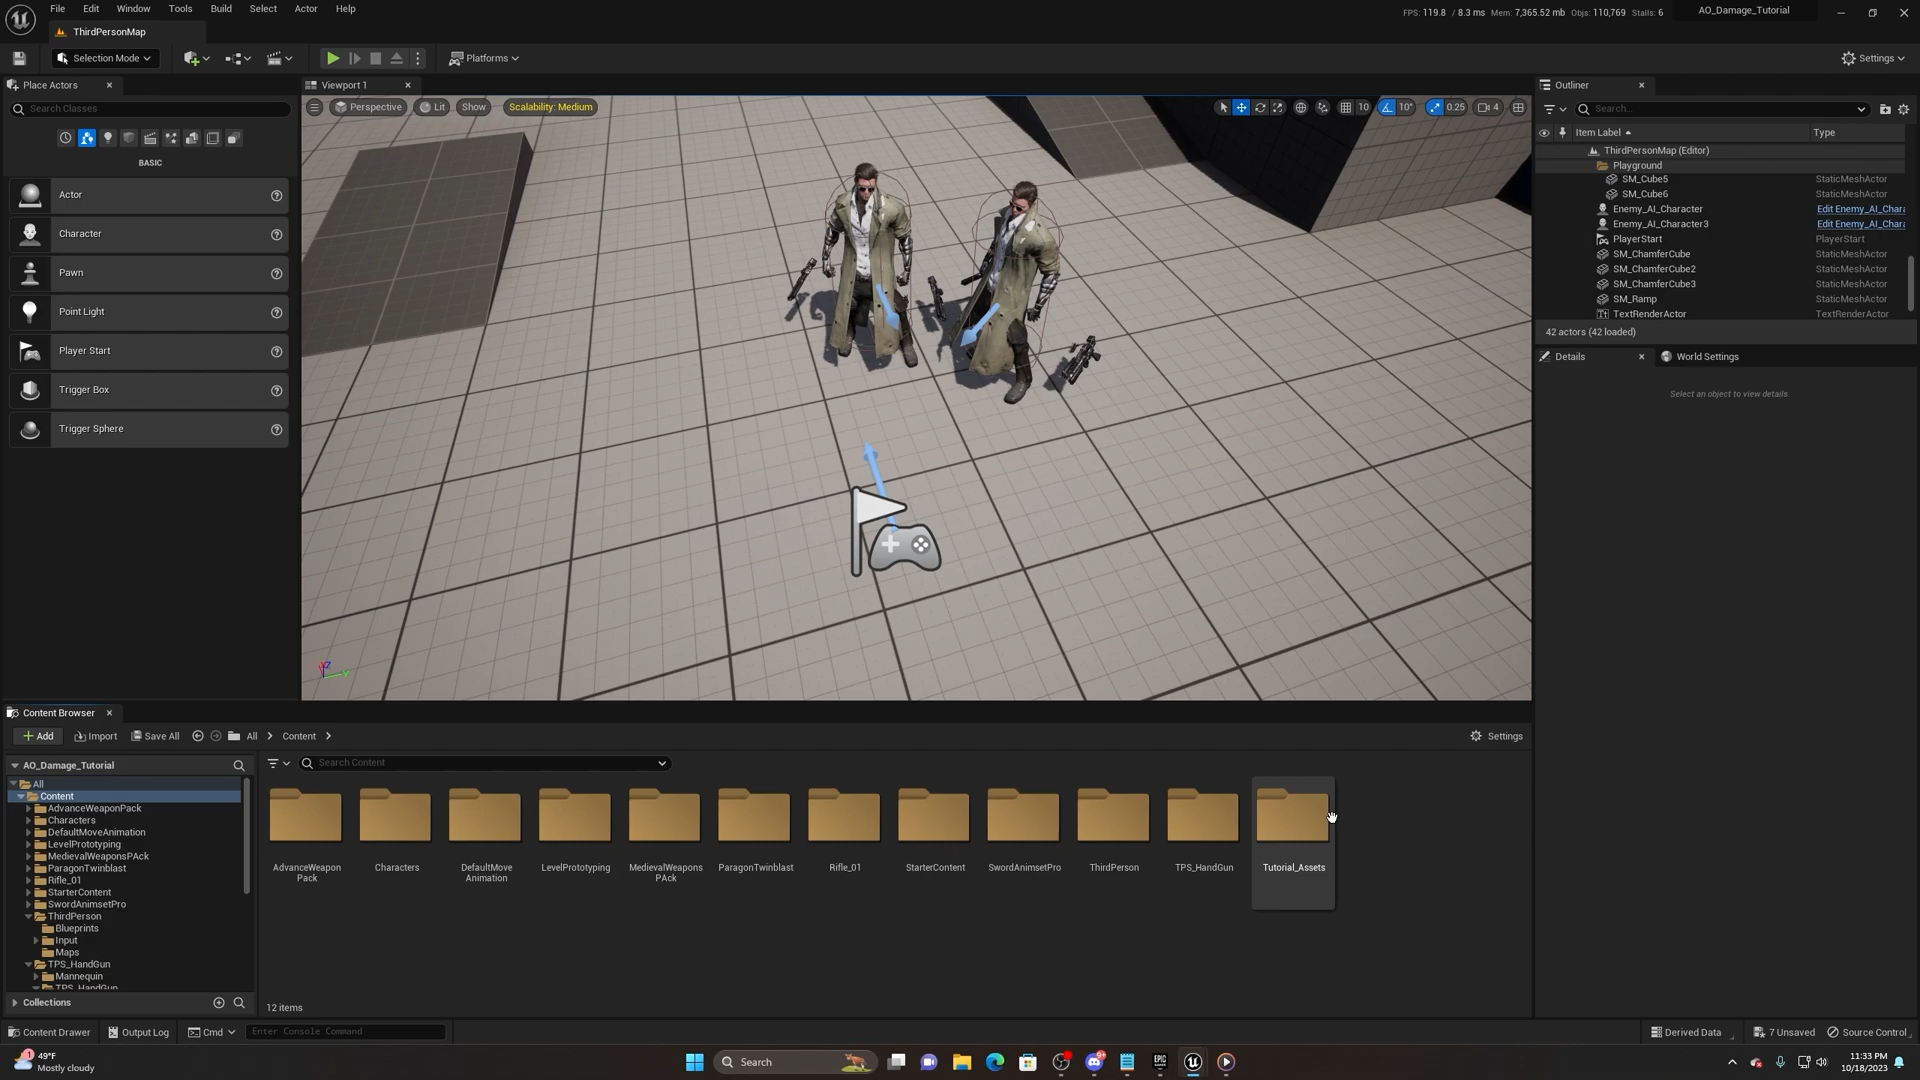 File Edit Window Tools Build Select Actor Help
FPS: 119.8 / 8.3 ms Mem: 7,365.52 mb Objs: 110,769 Stalls: 6
AO_Damage_Tutorial
ThirdPersonMap
Selection Mode
Platforms
Settings
Place Actors
Search Classes
BASIC
Actor
Character
Pawn
Point Light
Player Start
Trigger Box
Trigger Sphere
Viewport 1
Perspective Lit Show Scalability: Medium
10 10° 0.25 4
Outliner
Search...
Item Label Type
ThirdPersonMap (Editor)
Playground
SM_Cube5 StaticMeshActor
SM_Cube6 StaticMeshActor
Enemy_AI_Character Edit Enemy_AI_Chara
Enemy_AI_Character3 Edit Enemy_AI_Chara
PlayerStart PlayerStart
SM_ChamferCube StaticMeshActor
SM_ChamferCube2 StaticMeshActor
SM_ChamferCube3 StaticMeshActor
SM_Ramp StaticMeshActor
TextRenderActor TextRenderActor
42 actors (42 loaded)
Details World Settings
Select an object to view details.
Content Browser
Add Import Save All All Content Settings
AO_Damage_Tutorial
Search Content
All
Content
AdvanceWeaponPack
Characters
DefaultMoveAnimation
LevelPrototyping
MedievalWeaponsPAck
ParagonTwinblast
Rifle_01
StarterContent
SwordAnimsetPro
ThirdPerson
Blueprints
Input
Maps
TPS_HandGun
Mannequin
TPS_HandGun
Collections
AdvanceWeapon
Pack
Characters
DefaultMove
Animation
LevelPrototyping
MedievalWeapons
PAck
ParagonTwinblast
Rifle_01
StarterContent
SwordAnimsetPro
ThirdPerson
TPS_HandGun
Tutorial_Assets
12 items
Content Drawer Output Log Cmd Enter Console Command
Derived Data 7 Unsaved Source Control
49°F
Mostly cloudy
Search
11:33 PM
10/18/2023